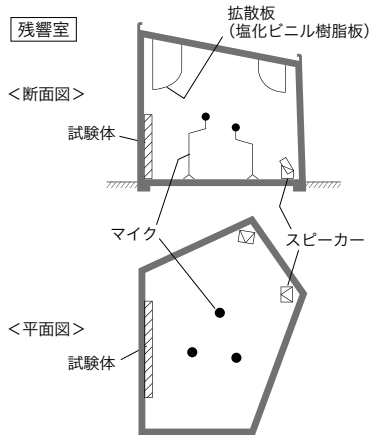 残響室
拡散板
（塩化ビニル樹脂板）
＜断面図＞
試験体
マイク
スピーカー
＜平面図＞
試験体